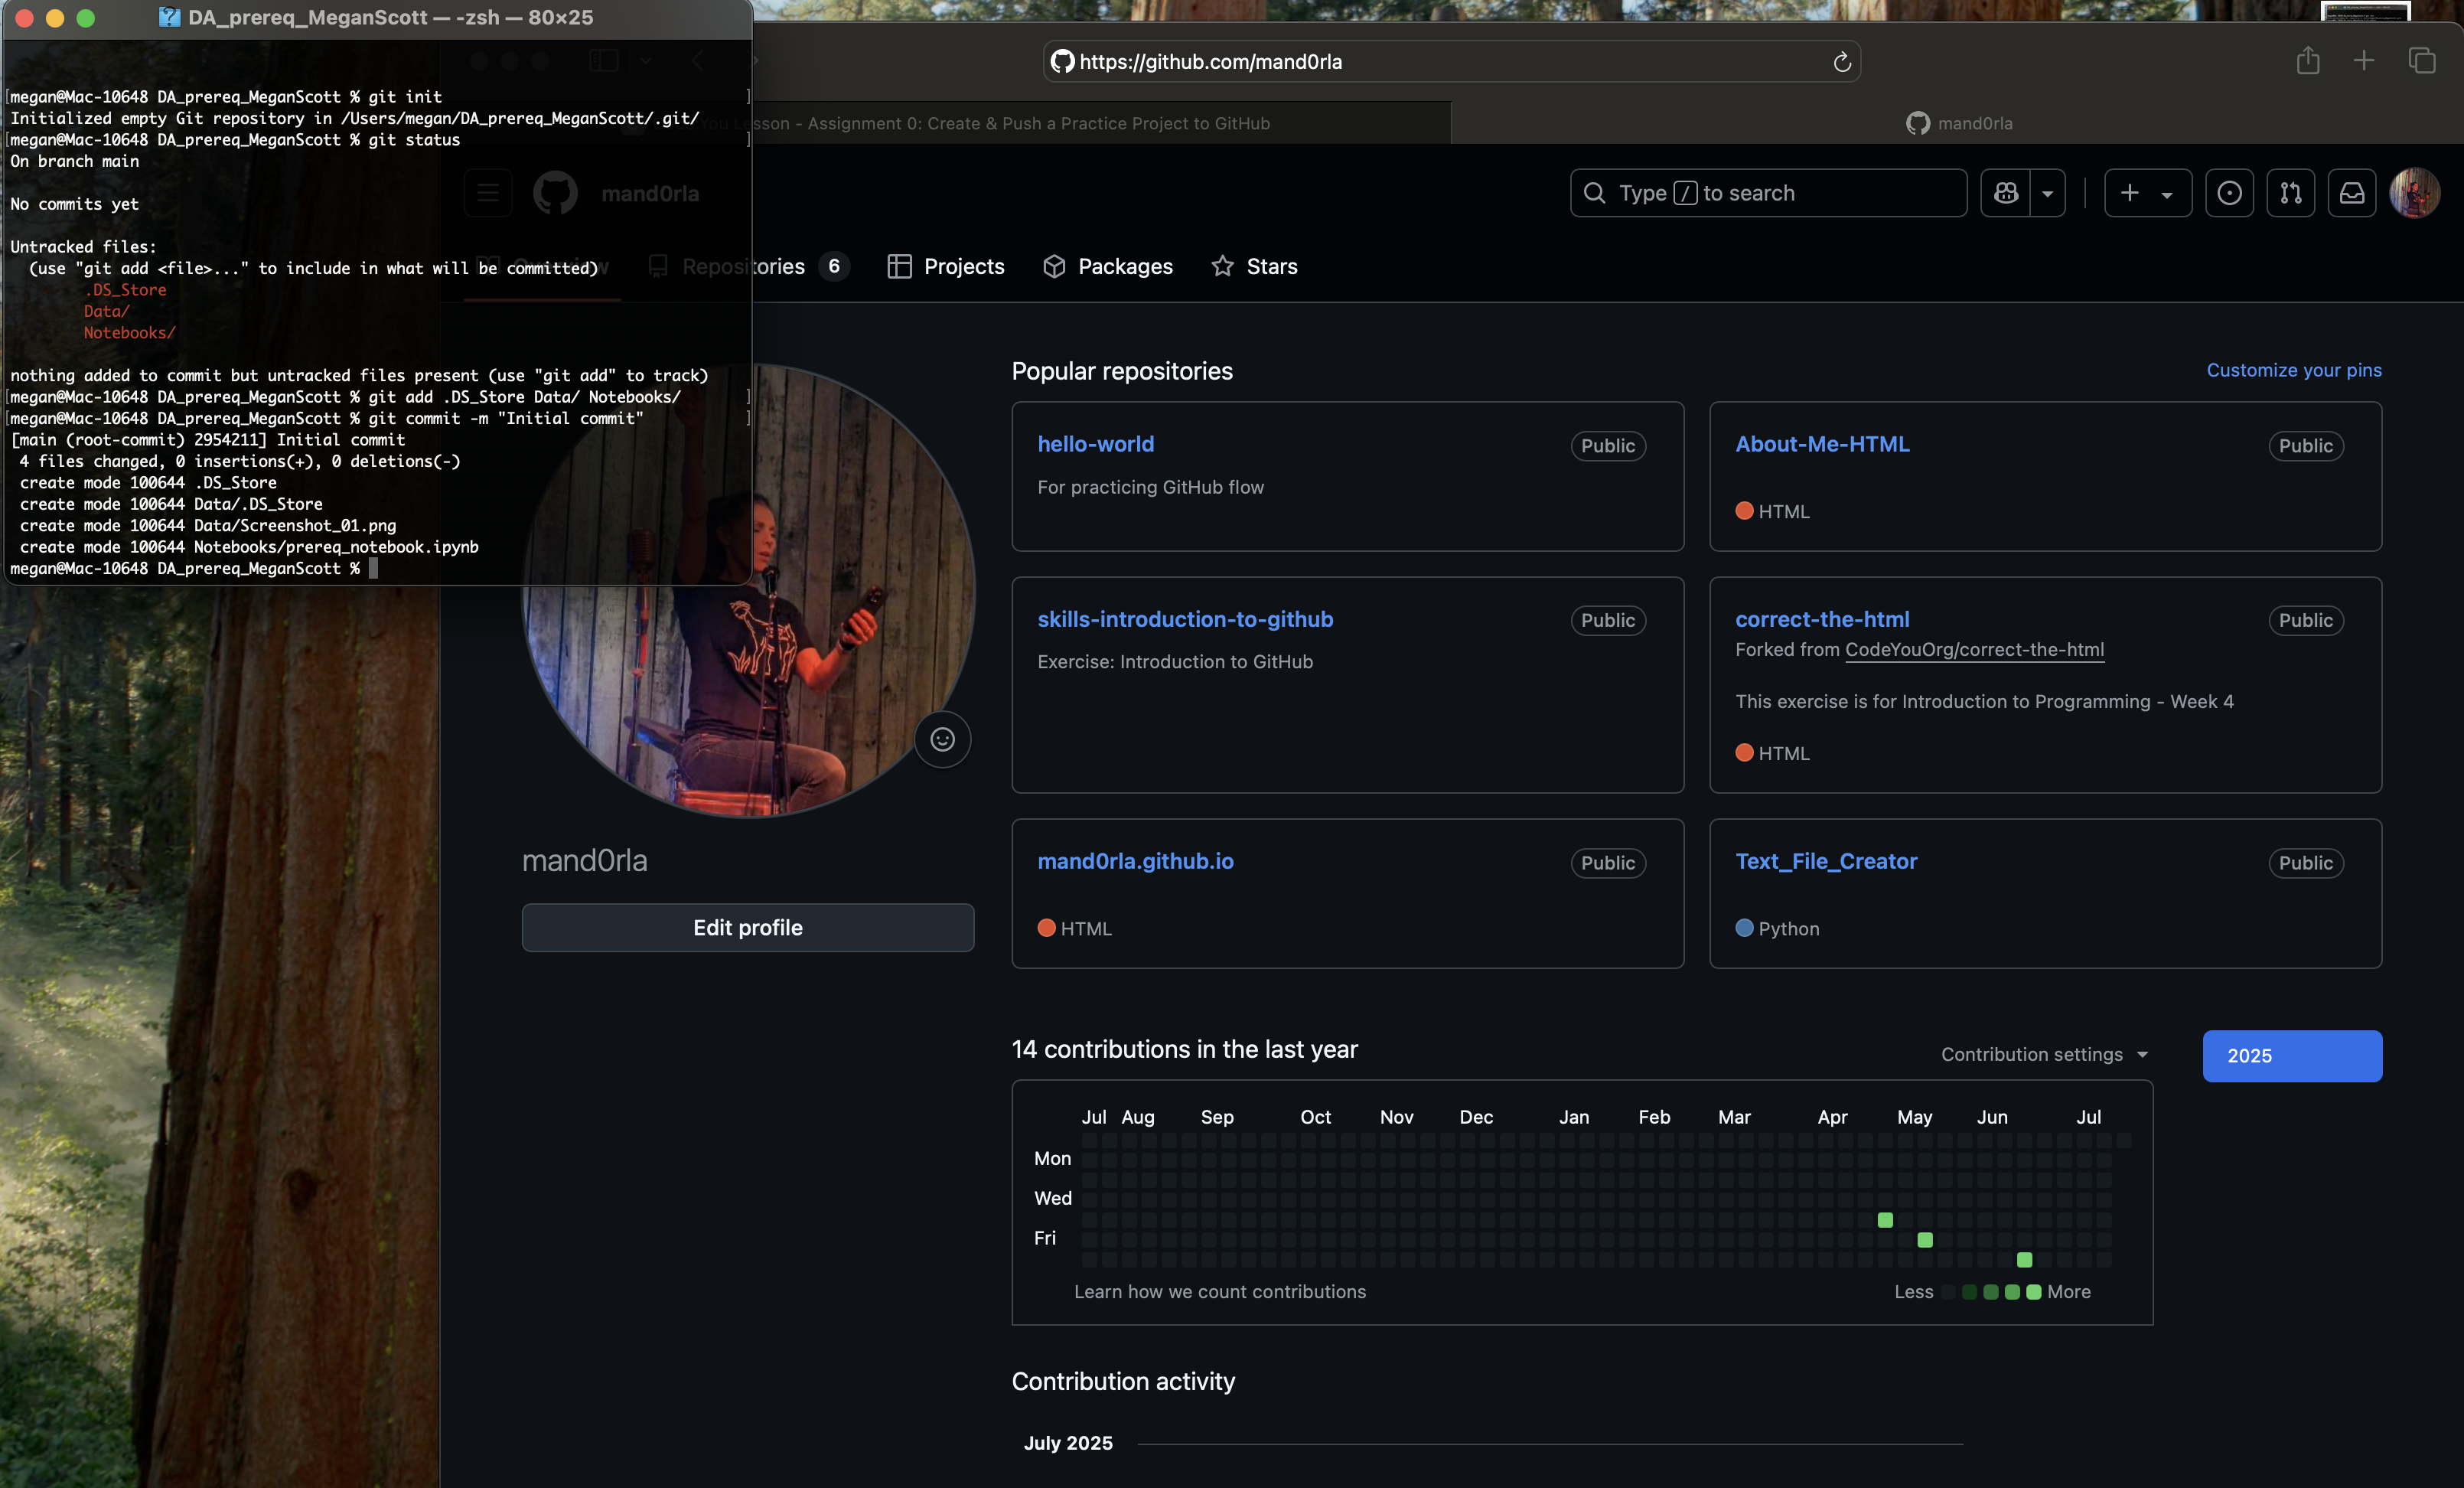 DA_prereq_MeganScott — -zsh — 80×25
[megan@Mac-10648 DA_prereq_MeganScott % git init ]
Initialized empty Git repository in /Users/megan/DA_prereq_MeganScott/.git/
[megan@Mac-10648 DA_prereq_MeganScott % git status ]
On branch main
No commits yet
Untracked files:
(use "git add <file>..." to include in what will be committed)
.DS_Store
Data/
Notebooks/
nothing added to commit but untracked files present (use "git add" to track)
[megan@Mac-10648 DA_prereq_MeganScott % git add .DS_Store Data/ Notebooks/ ]
[megan@Mac-10648 DA_prereq_MeganScott % git commit -m "Initial commit" ]
[main (root-commit) 2954211] Initial commit
4 files changed, 0 insertions(+), 0 deletions(-)
create mode 100644 .DS_Store
create mode 100644 Data/.DS_Store
create mode 100644 Data/Screenshot_01.png
create mode 100644 Notebooks/prereq_notebook.ipynb
megan@Mac-10648 DA_prereq_MeganScott %
https://github.com/mand0rla
You Lesson - Assignment 0: Create & Push a Practice Project to GitHub
mand0rla
mand0rla
Type / to search
Repositories 6
Projects
Packages
Stars
Popular repositories
Customize your pins
hello-world
Public
For practicing GitHub flow
About-Me-HTML
Public
HTML
skills-introduction-to-github
Public
Exercise: Introduction to GitHub
correct-the-html
Public
Forked from CodeYouOrg/correct-the-html
This exercise is for Introduction to Programming - Week 4
HTML
mand0rla.github.io
Public
HTML
Text_File_Creator
Public
Python
mand0rla
Edit profile
14 contributions in the last year
Contribution settings
2025
Jul Aug Sep Oct Nov Dec Jan Feb Mar Apr May Jun Jul
Mon
Wed
Fri
Learn how we count contributions
Less More
Contribution activity
July 2025